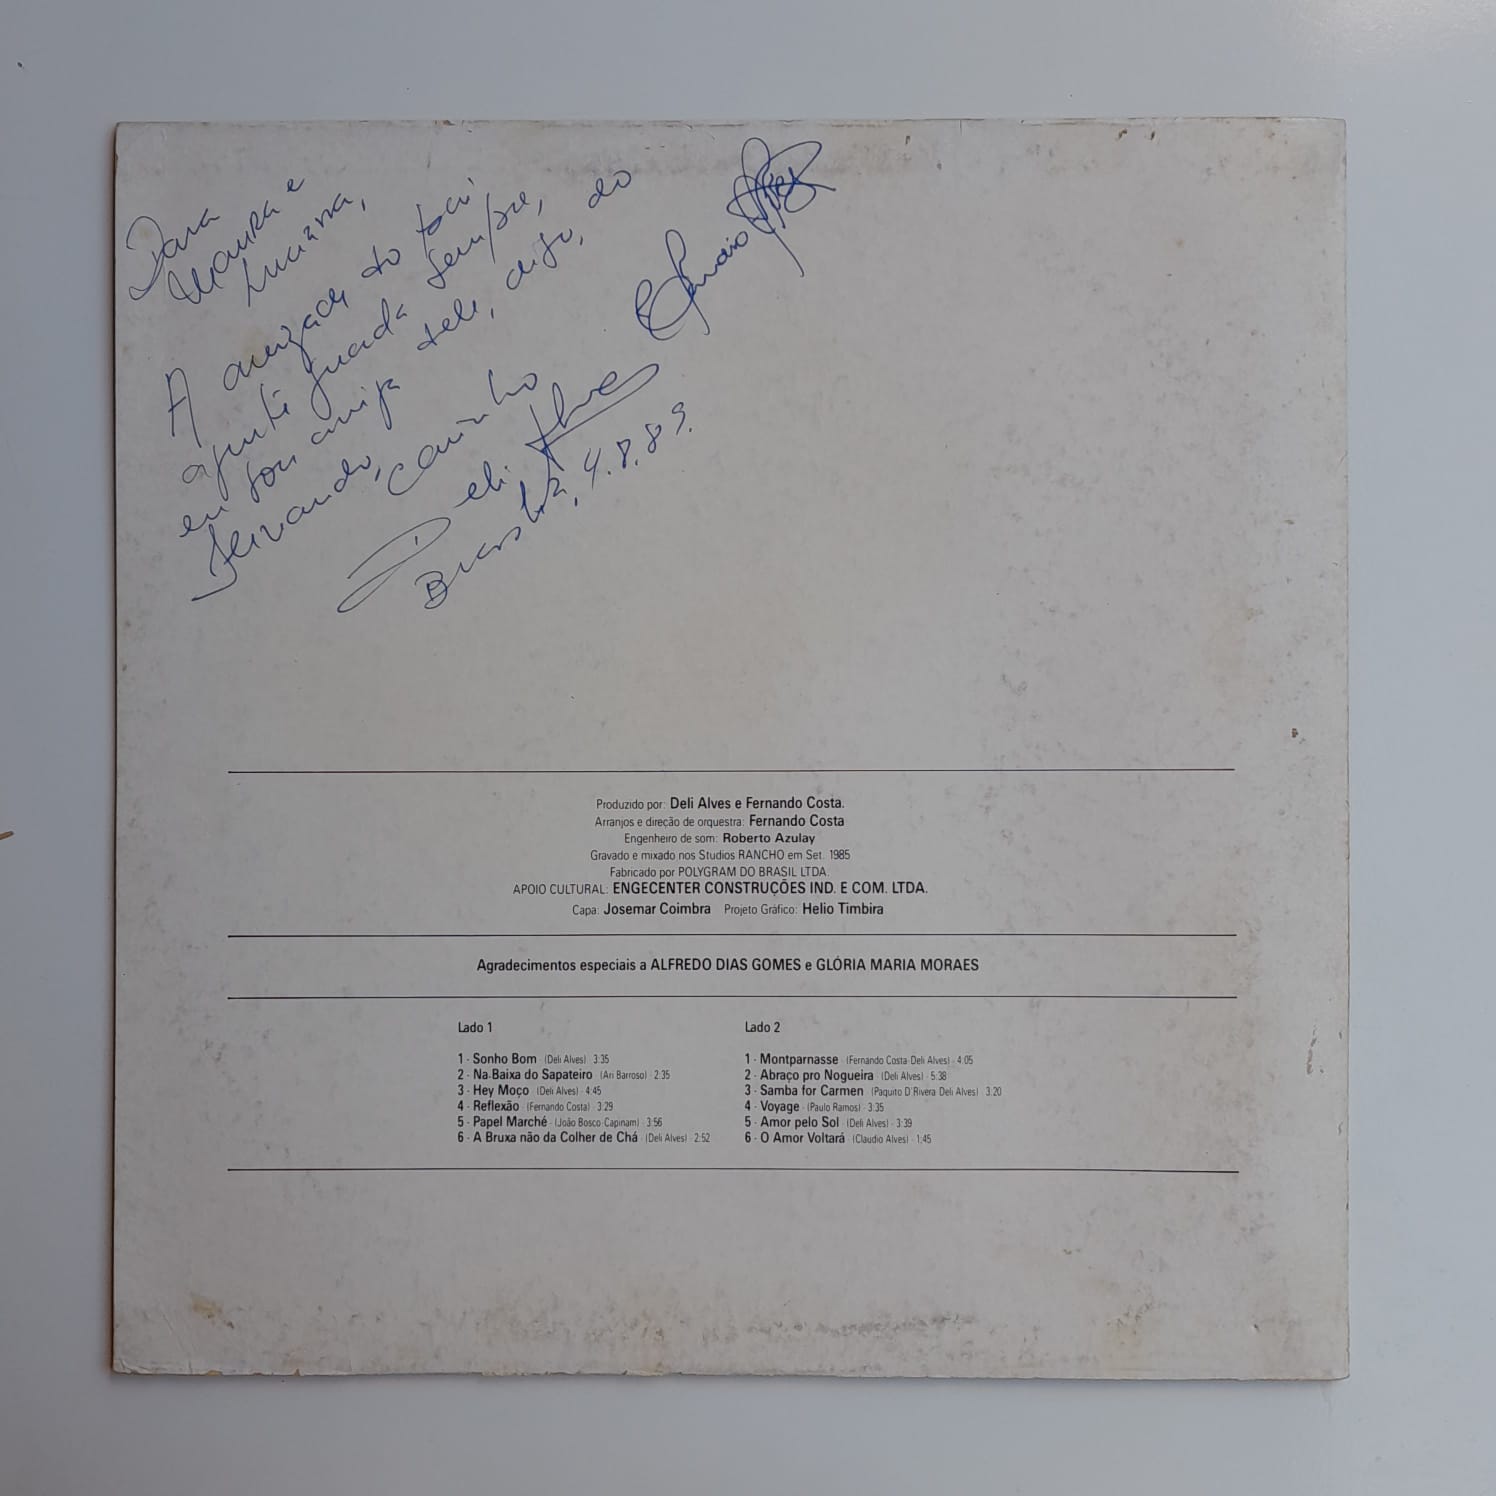 Para
Maura e
Luciana,
A amizade do pai
a gente guarda sempre,
eu sou amiga dele, digo, do
Fernando,
carinho
Deli Alves
Brasília, 4.8.89.
Produzido por: Deli Alves e Fernando Costa.
Arranjos e direção de orquestra: Fernando Costa
Engenheiro de som: Roberto Azulay
Gravado e mixado nos Studios RANCHO em Set. 1985
Fabricado por POLYGRAM DO BRASIL LTDA.
APOIO CULTURAL: ENGECENTER CONSTRUÇÕES IND. E COM. LTDA.
Capa: Josemar Coimbra Projeto Gráfico: Helio Timbira
Agradecimentos especiais a ALFREDO DIAS GOMES e GLÓRIA MARIA MORAES
Lado 1
1 - Sonho Bom (Deli Alves) 3:35
2 - Na Baixa do Sapateiro (Ari Barroso) 2:35
3 - Hey Moço (Deli Alves) 4:45
4 - Reflexão (Fernando Costa) 3:29
5 - Papel Marché (João Bosco-Capinam) 3:56
6 - A Bruxa não da Colher de Chá (Deli Alves) 2:52
Lado 2
1 - Montparnasse (Fernando Costa-Deli Alves) 4:05
2 - Abraço pro Nogueira (Deli Alves) 5:38
3 - Samba for Carmen (Paquito D'Rivera Deli Alves) 3:20
4 - Voyage (Paulo Ramos) 3:35
5 - Amor pelo Sol (Deli Alves) 3:39
6 - O Amor Voltará (Claudio Alves) 1:45